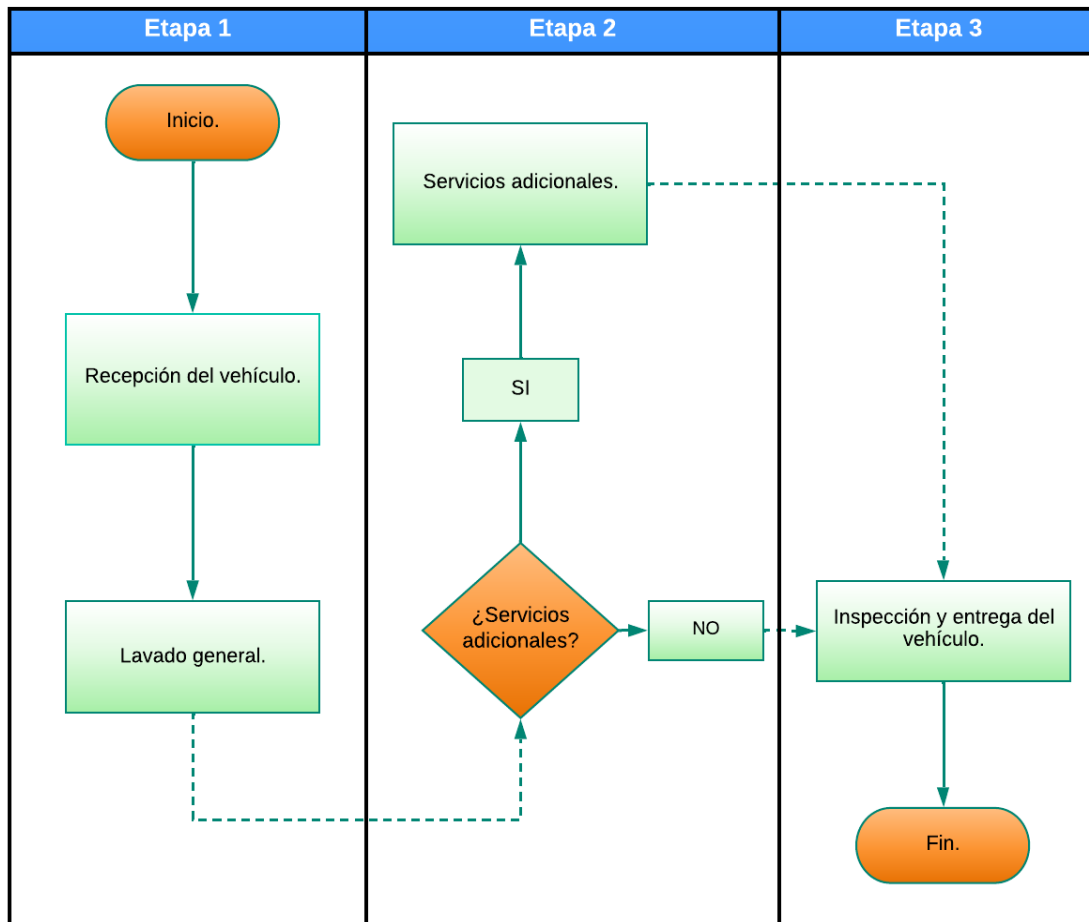 Etapa 1
Etapa 2
Etapa 3
Inicio.
Recepción del vehículo.
Lavado general.
Servicios adicionales.
SI
¿Servicios
adicionales?
NO
Inspección y entrega del
vehículo.
Fin.